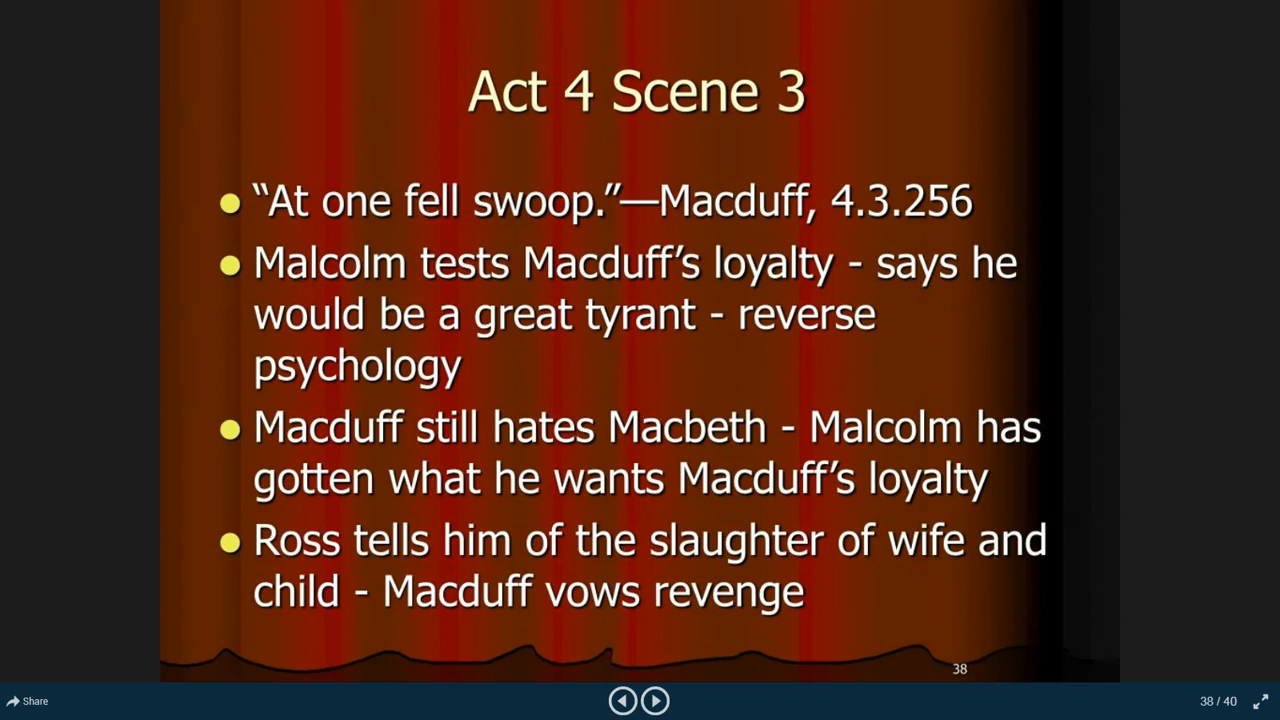 Act 4 Scene 3
“At one fell swoop.”—Macduff, 4.3.256
Malcolm tests Macduff’s loyalty - says he
would be a great tyrant - reverse
psychology
Macduff still hates Macbeth - Malcolm has
gotten what he wants Macduff’s loyalty
Ross tells him of the slaughter of wife and
child - Macduff vows revenge
38
Share
38 / 40